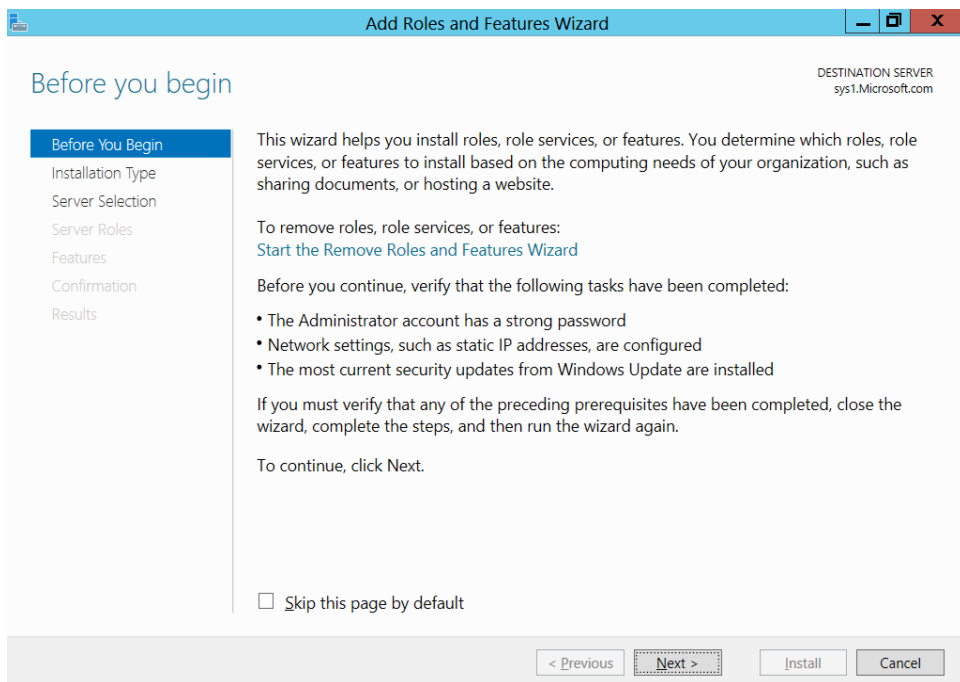 Add Roles and Features Wizard
Before you begin
DESTINATION SERVER
sys1.Microsoft.com
Before You Begin
Installation Type
Server Selection
Server Roles
Features
Confirmation
Results
This wizard helps you install roles, role services, or features. You determine which roles, role
services, or features to install based on the computing needs of your organization, such as
sharing documents, or hosting a website.
To remove roles, role services, or features:
Start the Remove Roles and Features Wizard
Before you continue, verify that the following tasks have been completed:
• The Administrator account has a strong password
• Network settings, such as static IP addresses, are configured
• The most current security updates from Windows Update are installed
If you must verify that any of the preceding prerequisites have been completed, close the
wizard, complete the steps, and then run the wizard again.
To continue, click Next.
Skip this page by default
< Previous
Next >
Install
Cancel